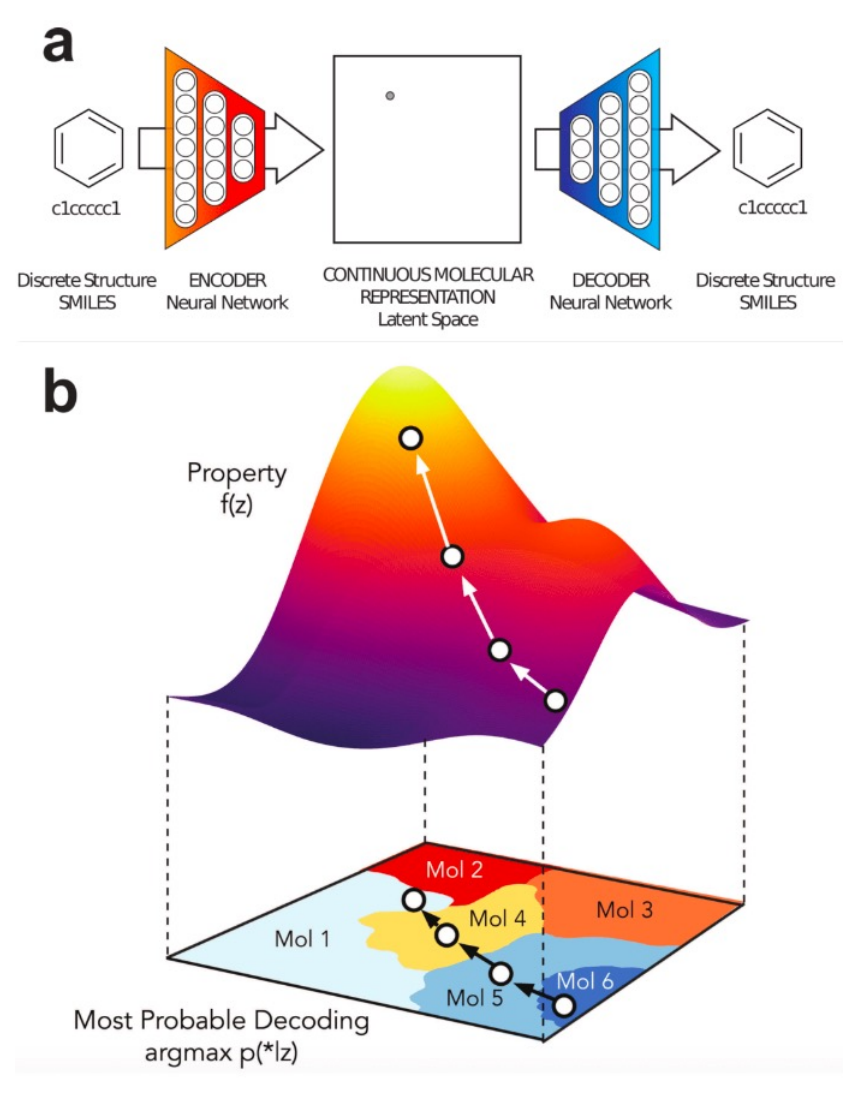 a
c1ccccc1
c1ccccc1
Discrete Structure
SMILES
ENCODER
Neural Network
CONTINUOUS MOLECULAR
REPRESENTATION
Latent Space
DECODER
Neural Network
Discrete Structure
SMILES
b
Property
f(z)
Mol 2
Mol 3
Mol 4
Mol 1
Mol 6
Mol 5
Most Probable Decoding
argmax p(*|z)